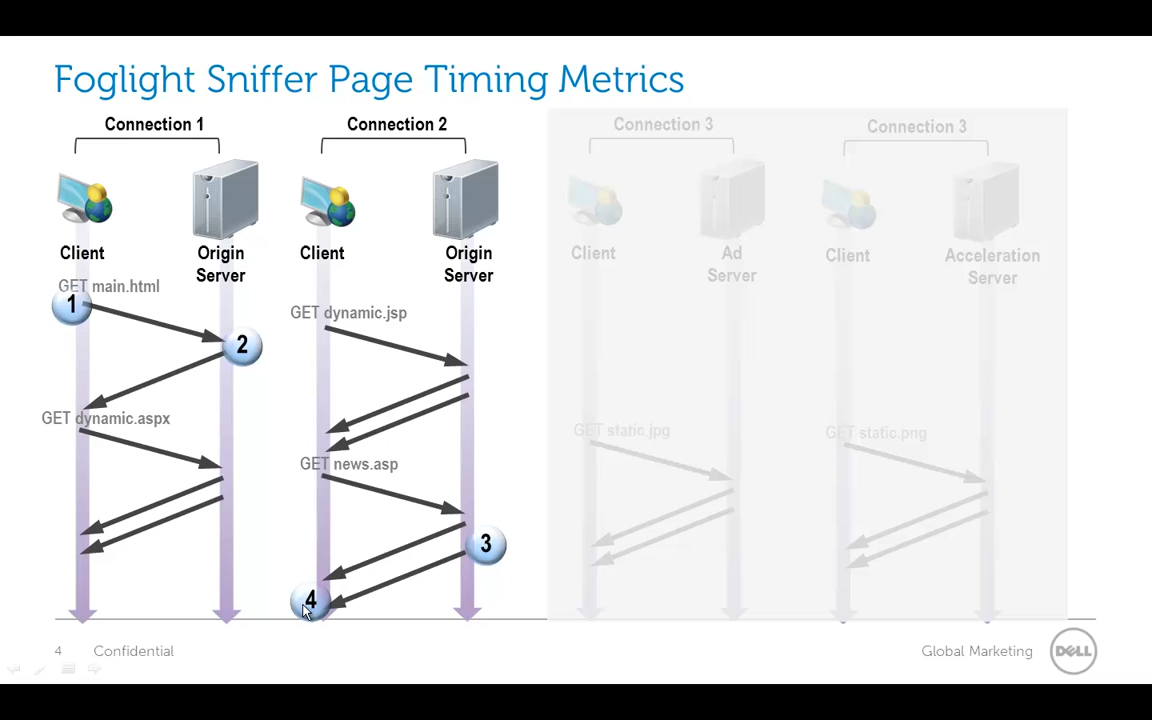 Foglight Sniffer Page Timing Metrics
Connection 1
Connection 2
Connection 3
Connection 3
Client
Origin
Server
Client
Origin
Server
Client
Ad
Server
Client
Acceleration
Server
GET main.html
1
2
GET dynamic.aspx
GET dynamic.jsp
GET news.asp
3
4
GET static.jpg
GET static.png
4
Confidential
Global Marketing
DELL